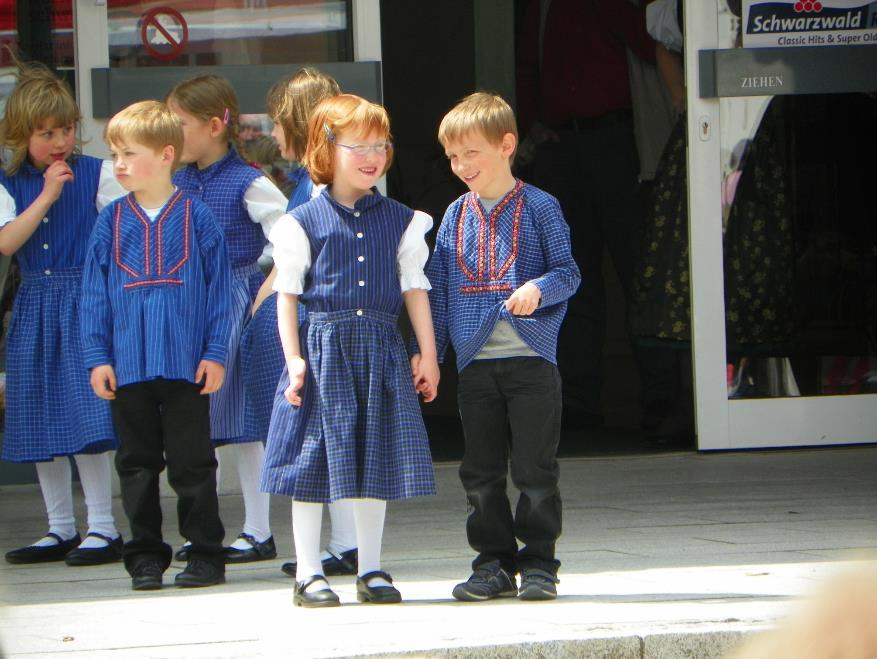 Schwarzwald
Classic Hits & Super Old
ZIEHEN